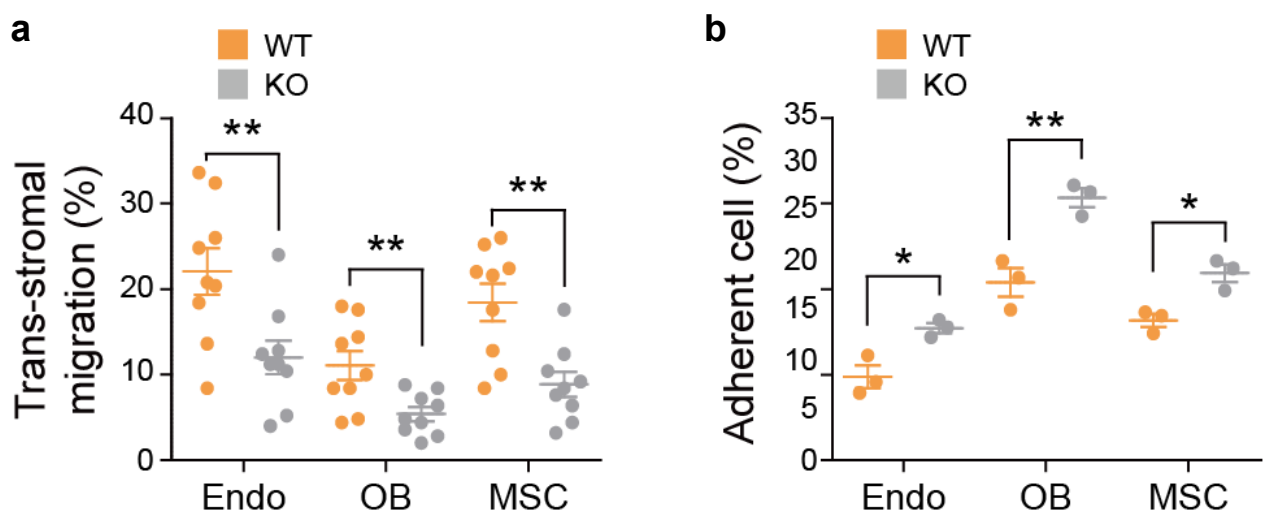 a
WT
KO
Trans-stromal
migration (%)
40
30
20
10
0
**
**
**
Endo
OB
MSC
b
WT
KO
Adherent cell (%)
35
30
25
20
15
10
5
0
*
**
*
Endo
OB
MSC